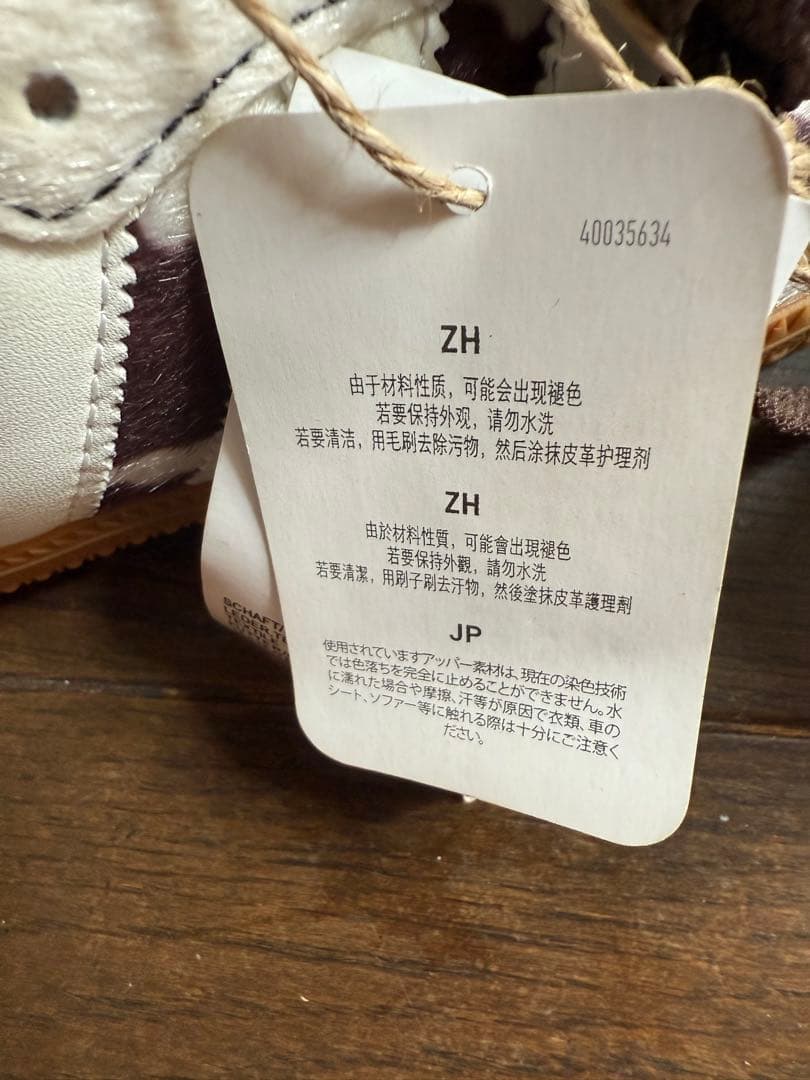 40035634
ZH
由于材料性质，可能会出现褪色
若要保持外观，请勿水洗
若要清洁，用毛刷去除污物，然后涂抹皮革护理剂
ZH
由於材料性質，可能會出現褪色
若要保持外觀，請勿水洗
若要清潔，用刷子刷去汙物，然後塗抹皮革護理劑
JP
使用されていますアッパー素材は、現在の染色技術
では色落ちを完全に止めることができません。水
に濡れた場合や摩擦、汗等が原因で衣類、車の
シート、ソファー等に触れる際は十分にご注意く
ださい。
SCHAFT/
LEDER,TE